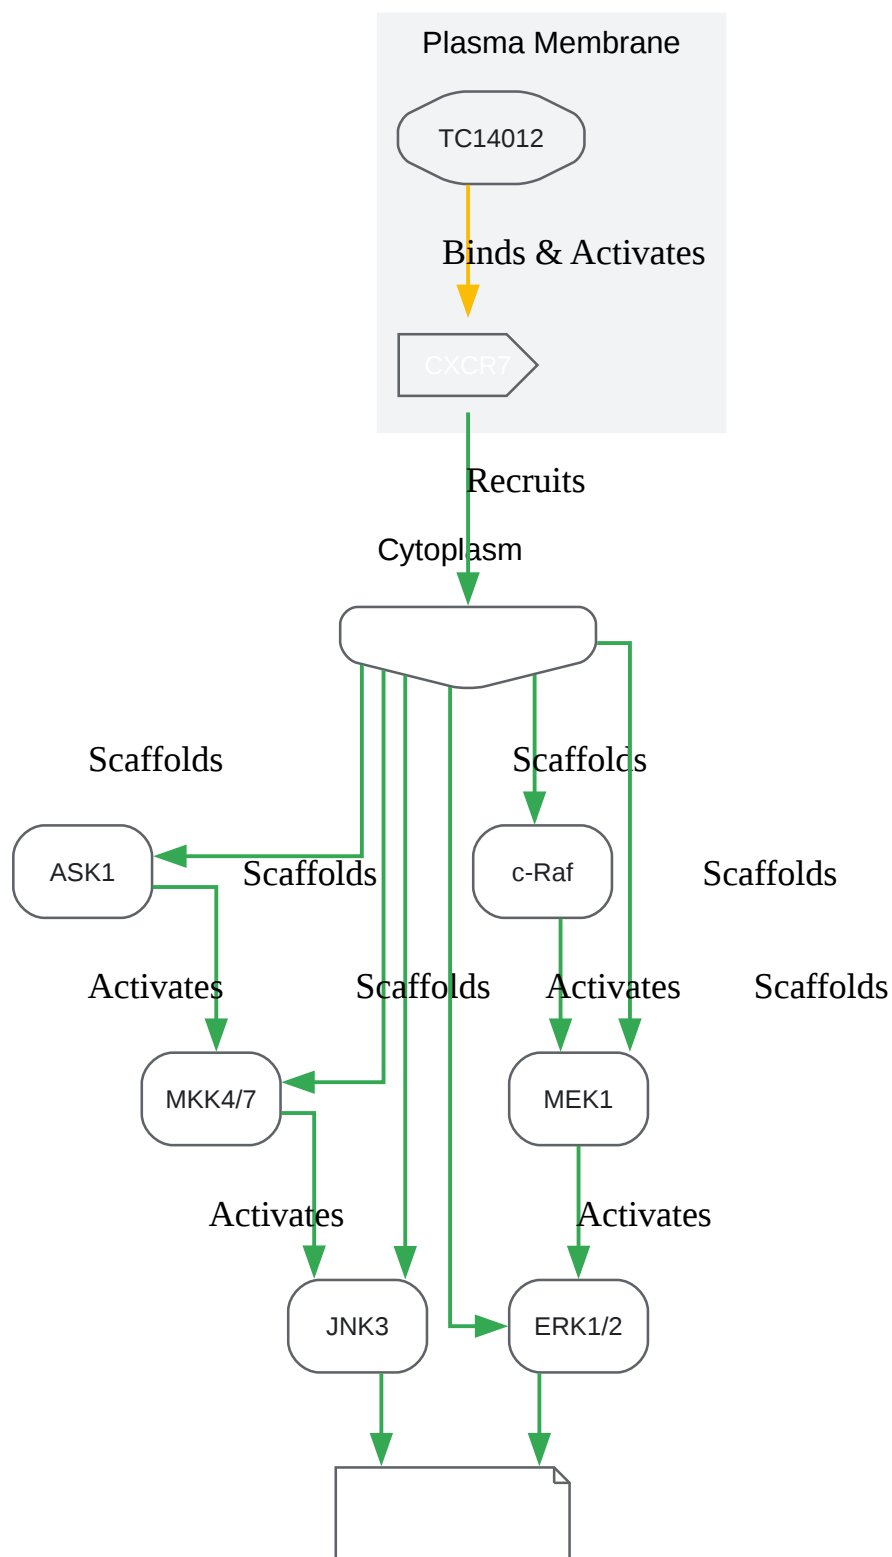 Plasma Membrane
TC14012
Binds & Activates
CXCR7
Recruits
Cytoplasm
Scaffolds
Scaffolds
ASK1
Scaffolds
c-Raf
Scaffolds
Activates
Scaffolds
Activates
Scaffolds
MKK4/7
MEK1
Activates
Activates
JNK3
ERK1/2